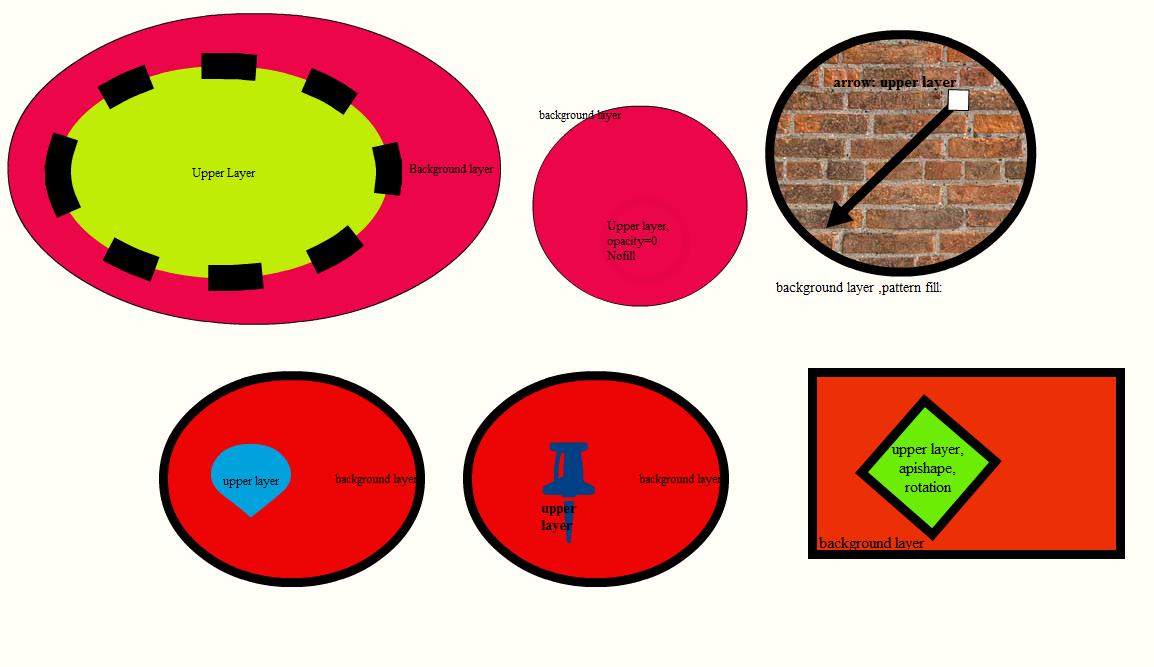 Upper Layer
Background layer
background layer
Upper layer,
opacity=0
Nofill
arrow: upper layer
background layer ,pattern fill:
upper layer
background layer
upper
layer
background layer
upper layer,
apishape,
rotation
background layer